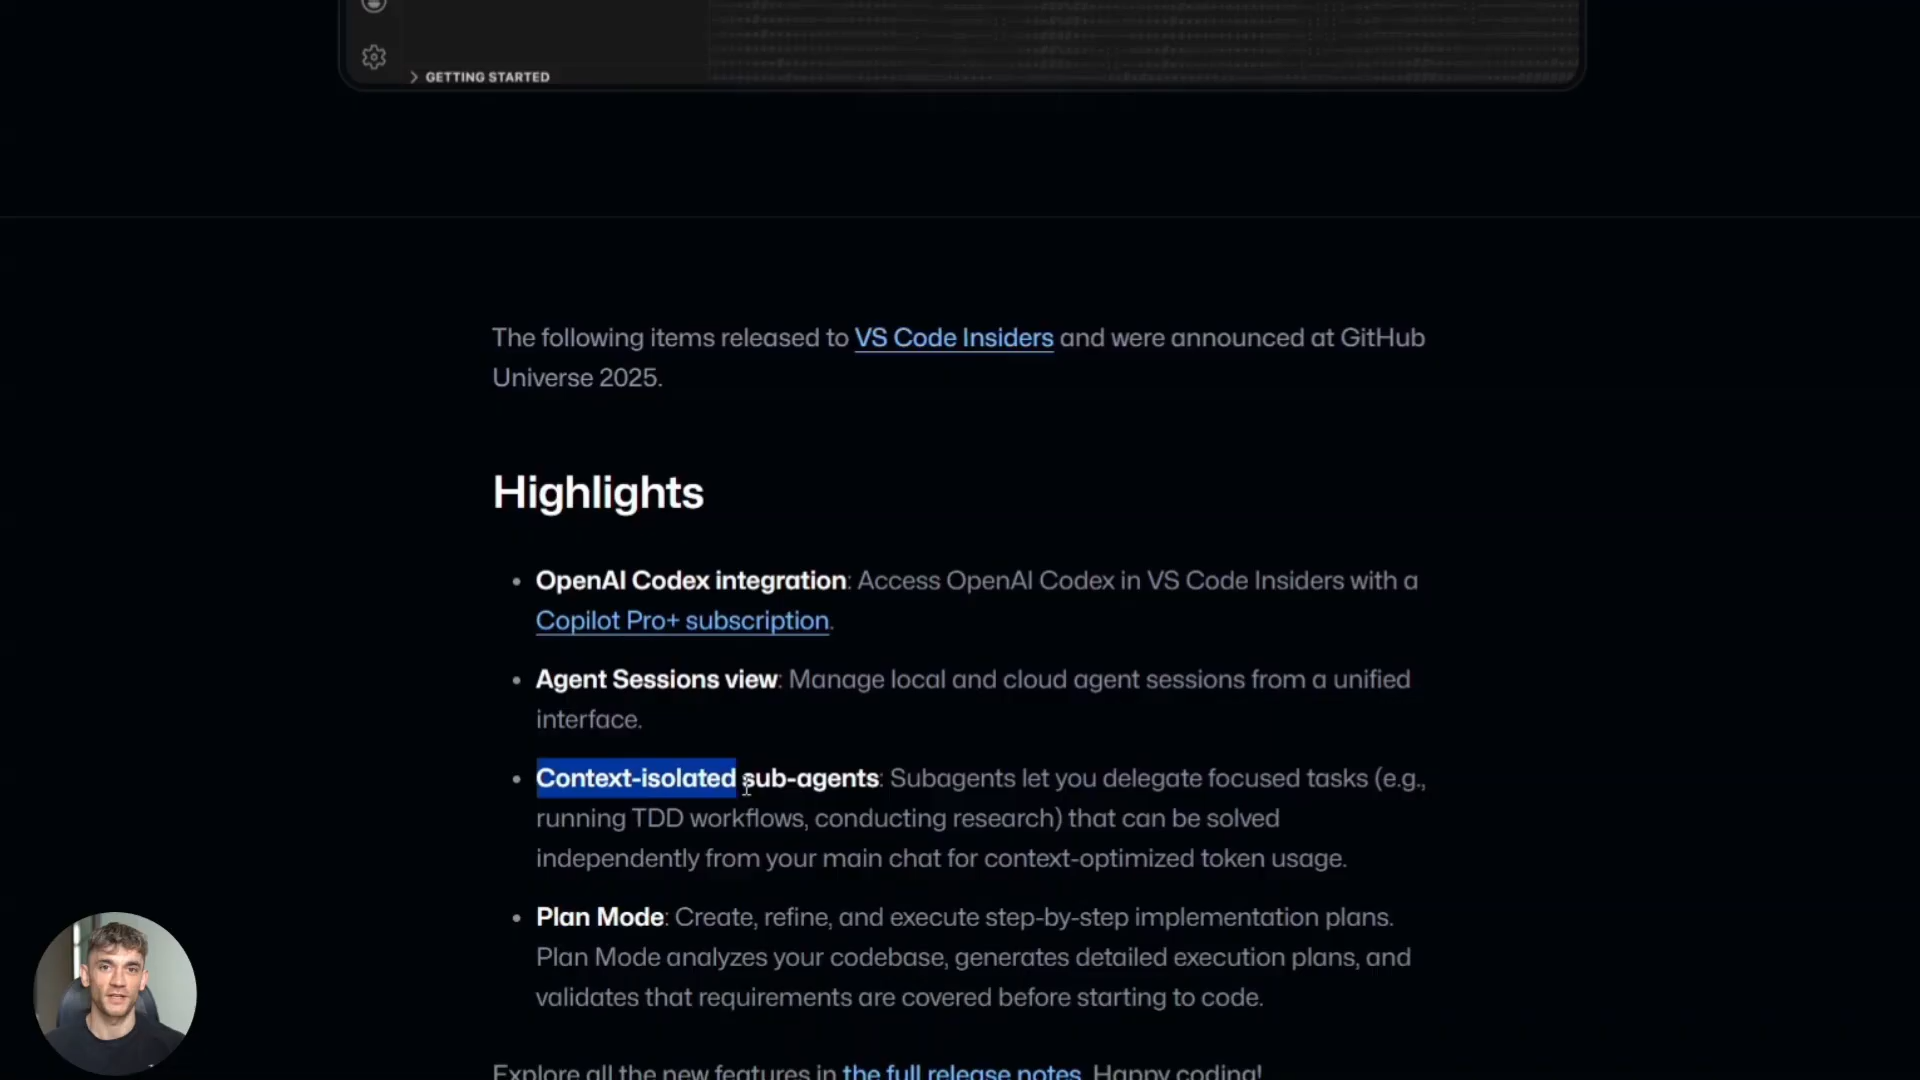 GETTING STARTED
The following items released to VS Code Insiders and were announced at GitHub
Universe 2025.
Highlights
• OpenAI Codex integration: Access OpenAI Codex in VS Code Insiders with a
Copilot Pro+ subscription.
• Agent Sessions view: Manage local and cloud agent sessions from a unified
interface.
• Context-isolated sub-agents: Subagents let you delegate focused tasks (e.g.,
running TDD workflows, conducting research) that can be solved
independently from your main chat for context-optimized token usage.
• Plan Mode: Create, refine, and execute step-by-step implementation plans.
Plan Mode analyzes your codebase, generates detailed execution plans, and
validates that requirements are covered before starting to code.
Explore all the new features in the full release notes. Happy coding!